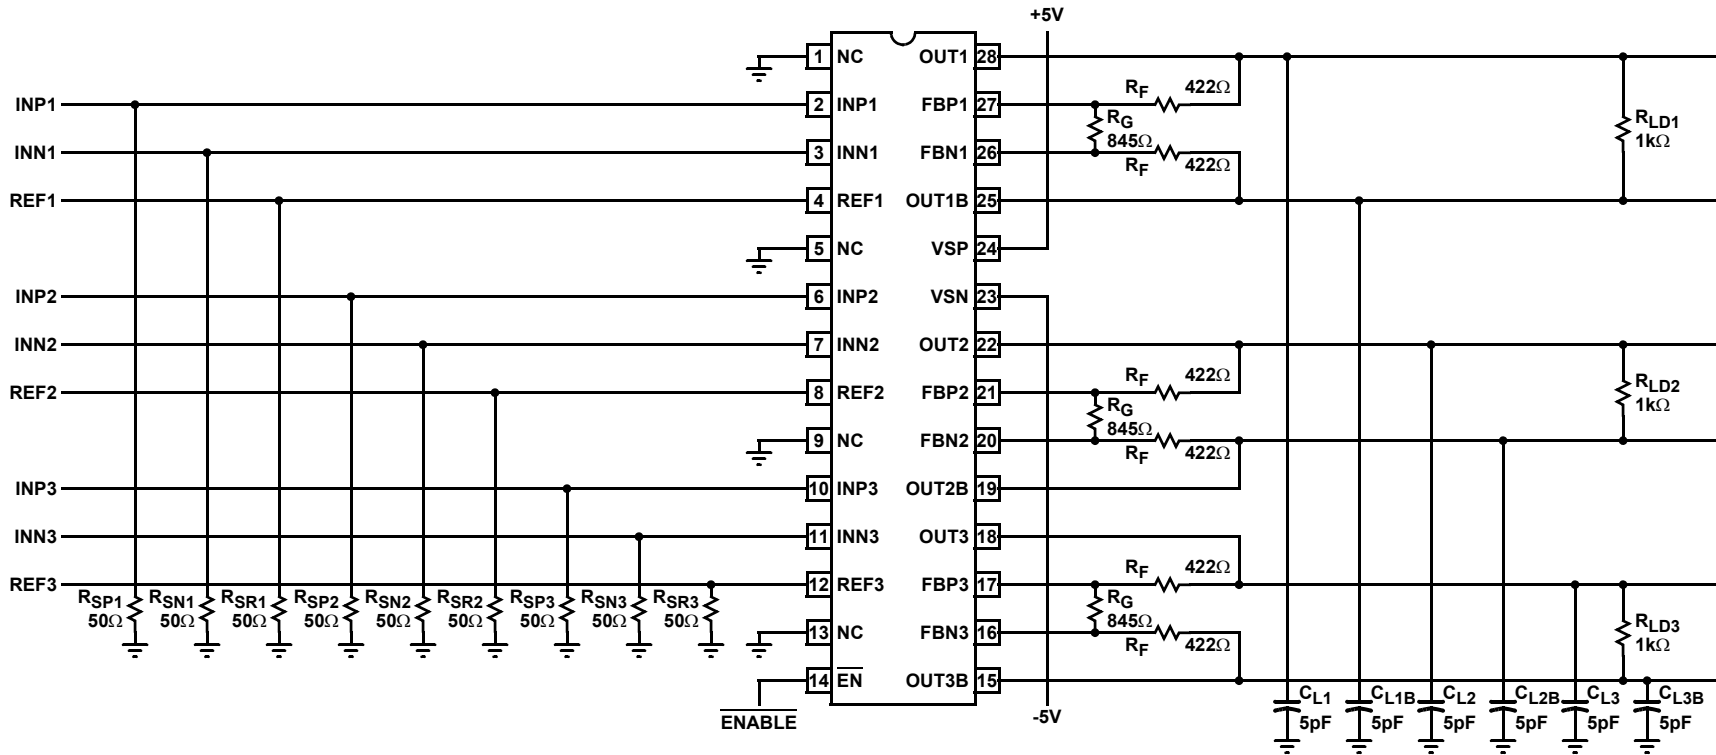 +5V
1 NC OUT1 28
RF 422Ω
INP1 2 INP1 FBP1 27
RG
845Ω
RLD1
1kΩ
INN1 3 INN1 FBN1 26
RF 422Ω
REF1 4 REF1 OUT1B 25
5 NC VSP 24
INP2 6 INP2 VSN 23
INN2 7 INN2 OUT2 22
RF 422Ω
REF2 8 REF2 FBP2 21
RG
845Ω
RLD2
1kΩ
9 NC FBN2 20
RF 422Ω
INP3 10 INP3 OUT2B 19
INN3 11 INN3 OUT3 18
RF 422Ω
REF3 12 REF3 FBP3 17
RSP1 50Ω
RSN1 50Ω
RSR1 50Ω
RSP2 50Ω
RSN2 50Ω
RSR2 50Ω
RSP3 50Ω
RSN3 50Ω
RSR3 50Ω
RG
845Ω
RLD3
1kΩ
13 NC FBN3 16
RF 422Ω
14 EN OUT3B 15
ENABLE
-5V
CL1 5pF
CL1B 5pF
CL2 5pF
CL2B 5pF
CL3 5pF
CL3B 5pF